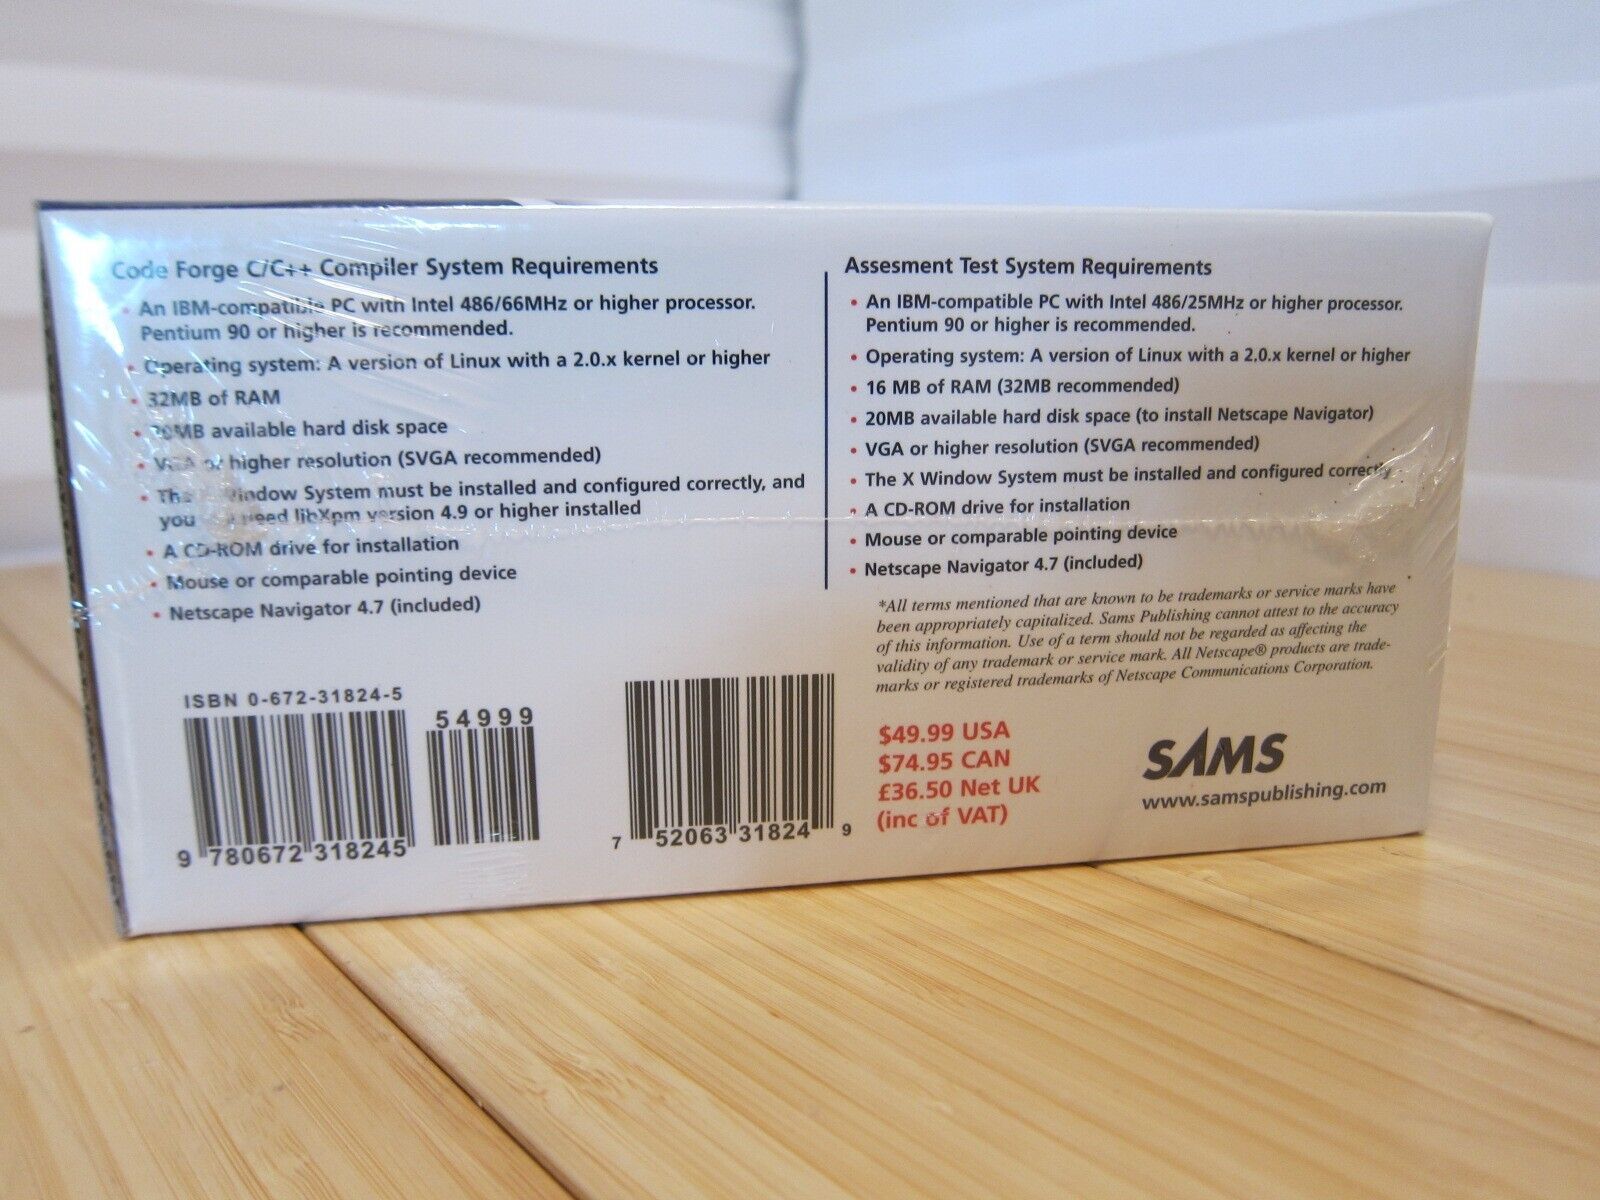 Code Forge C/C++ Compiler System Requirements
• An IBM-compatible PC with Intel 486/66MHz or higher processor.
Pentium 90 or higher is recommended.
• Operating system: A version of Linux with a 2.0.x kernel or higher
• 32MB of RAM
• available hard disk space
• VGA or higher resolution (SVGA recommended)
• The Window System must be installed and configured correctly, and
you need libXpm version 4.9 or higher installed
• A CD-ROM drive for installation
• Mouse or comparable pointing device
• Netscape Navigator 4.7 (included)
Assesment Test System Requirements
• An IBM-compatible PC with Intel 486/25MHz or higher processor.
Pentium 90 or higher is recommended.
• Operating system: A version of Linux with a 2.0.x kernel or higher
• 16 MB of RAM (32MB recommended)
• 20MB available hard disk space (to install Netscape Navigator)
• VGA or higher resolution (SVGA recommended)
• The X Window System must be installed and configured correctly
• A CD-ROM drive for installation
• Mouse or comparable pointing device
• Netscape Navigator 4.7 (included)
*All terms mentioned that are known to be trademarks or service marks have
been appropriately capitalized. Sams Publishing cannot attest to the accuracy
of this information. Use of a term should not be regarded as affecting the
validity of any trademark or service mark. All Netscape® products are trade-
marks or registered trademarks of Netscape Communications Corporation.
ISBN 0-672-31824-5
54999
9 780672 318245
7 52063 31824 9
$49.99 USA
$74.95 CAN
£36.50 Net UK
(inc of VAT)
SAMS
www.samspublishing.com